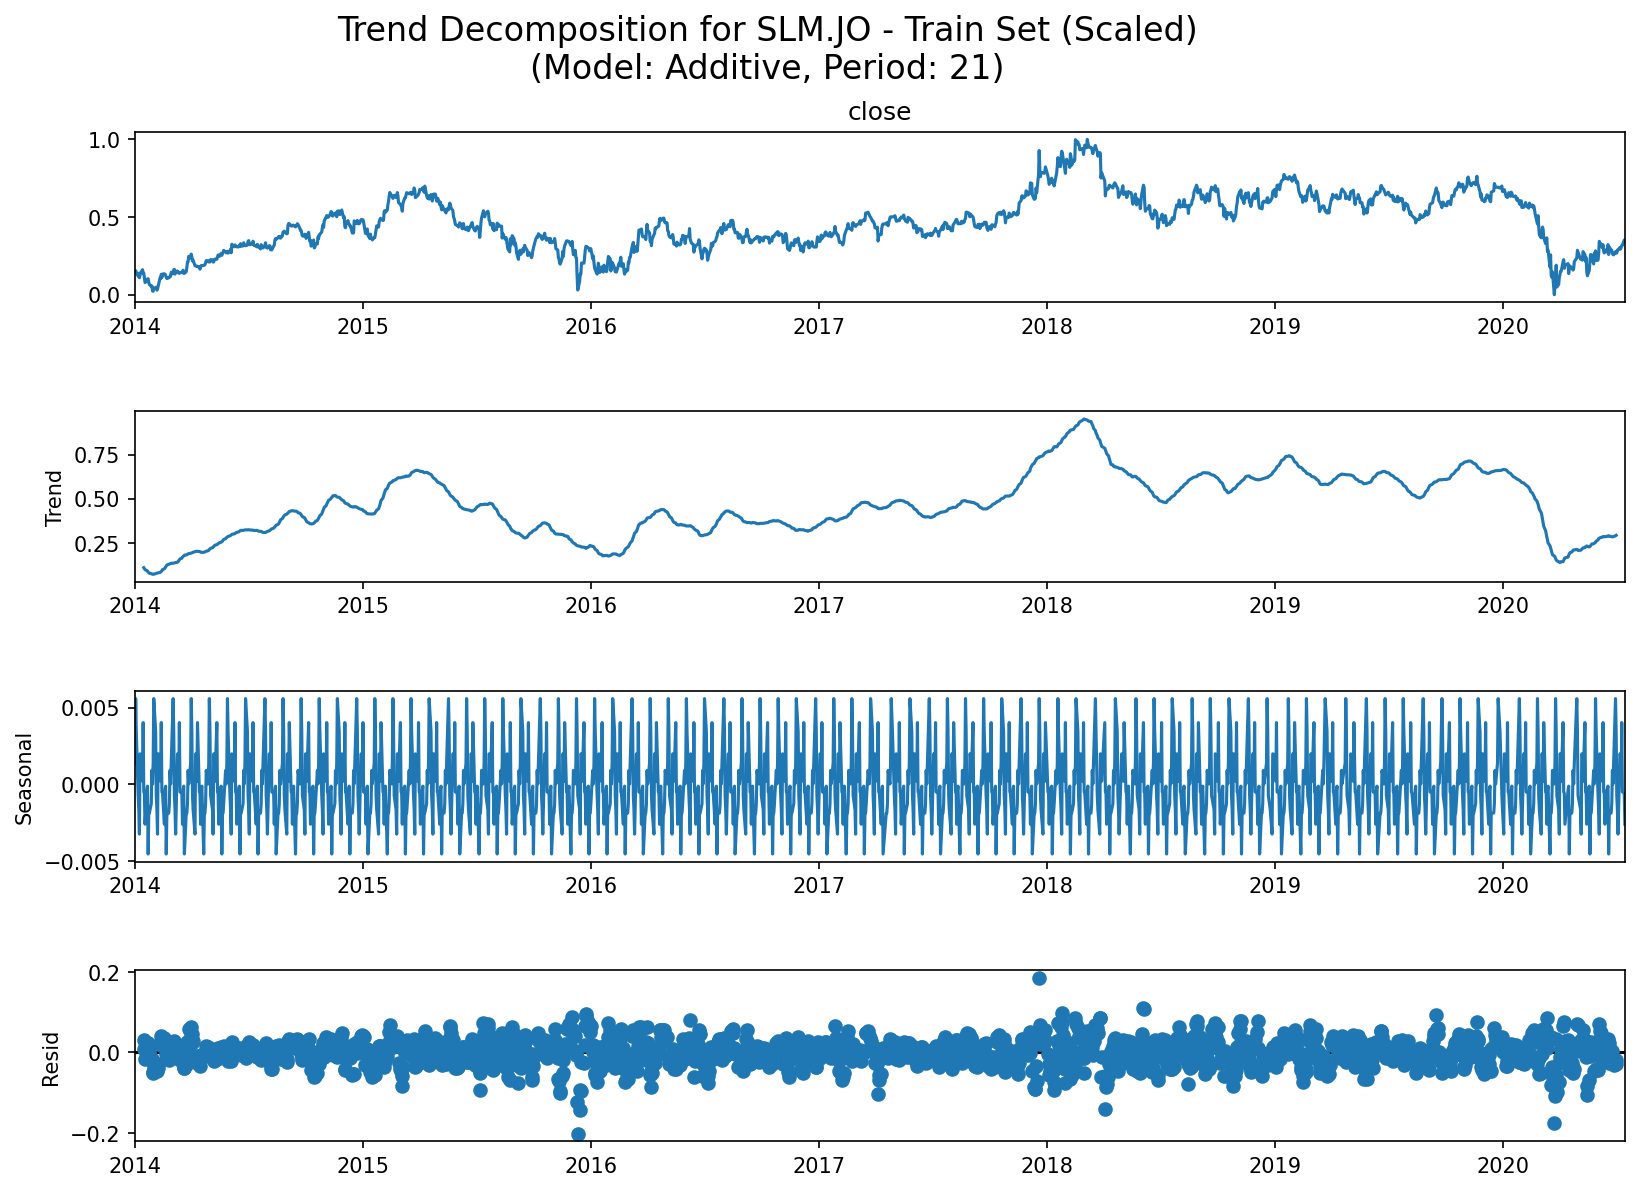 Trend Decomposition for SLM.JO - Train Set (Scaled)
(Model: Additive, Period: 21)
close
1.0
0.5
0.0
2014 2015 2016 2017 2018 2019 2020
Trend
0.75
0.50
0.25
2014 2015 2016 2017 2018 2019 2020
Seasonal
0.005
0.000
−0.005
2014 2015 2016 2017 2018 2019 2020
Resid
0.2
0.0
−0.2
2014 2015 2016 2017 2018 2019 2020